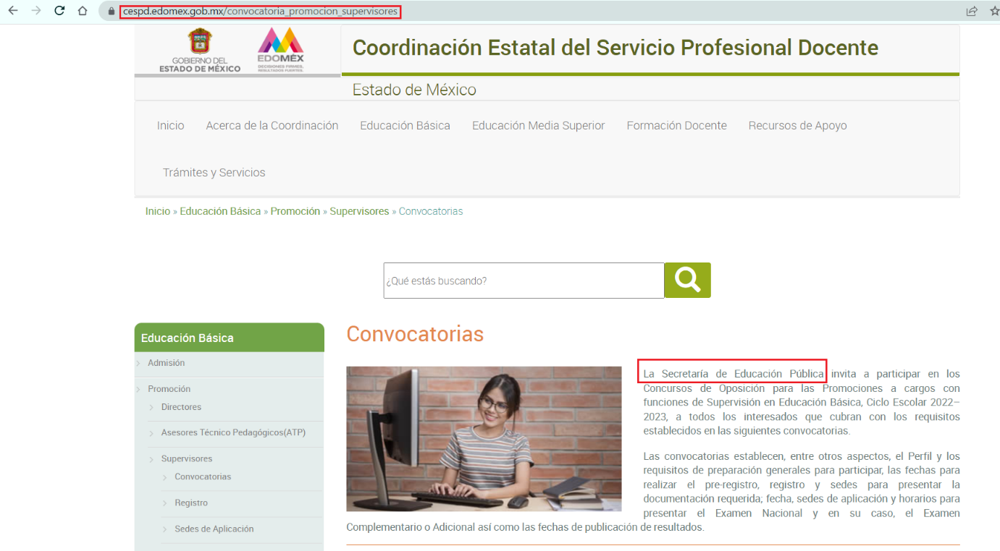 cespd.edomex.gob.mx/convocatoria_promocion_supervisores
GOBIERNO DEL
ESTADO DE MÉXICO
EDOMÉX
DECISIONES FIRMES,
RESULTADOS FUERTES.
Coordinación Estatal del Servicio Profesional Docente
Estado de México
Inicio Acerca de la Coordinación Educación Básica Educación Media Superior Formación Docente Recursos de Apoyo
Trámites y Servicios
Inicio » Educación Básica » Promoción » Supervisores » Convocatorias
¿Qué estás buscando?
Educación Básica
Admisión
Promoción
Directores
Asesores Técnico Pedagógicos(ATP)
Supervisores
Convocatorias
Registro
Sedes de Aplicación
Convocatorias
La Secretaría de Educación Pública invita a participar en los
Concursos de Oposición para las Promociones a cargos con
funciones de Supervisión en Educación Básica, Ciclo Escolar 2022–
2023, a todos los interesados que cubran con los requisitos
establecidos en las siguientes convocatorias.
Las convocatorias establecen, entre otros aspectos, el Perfil y los
requisitos de preparación generales para participar, las fechas para
realizar el pre-registro, registro y sedes para presentar la
documentación requerida; fecha, sedes de aplicación y horarios para
presentar el Examen Nacional y en su caso, el Examen
Complementario o Adicional así como las fechas de publicación de resultados.